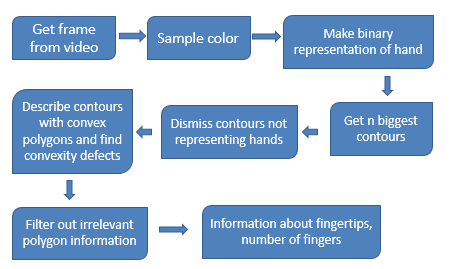 Get frame
from video
Sample color
Make binary
representation of hand
Get n biggest
contours
Dismiss contours not
representing hands
Describe contours
with convex
polygons and find
convexity defects
Filter out irrelevant
polygon information
Information about fingertips,
number of fingers